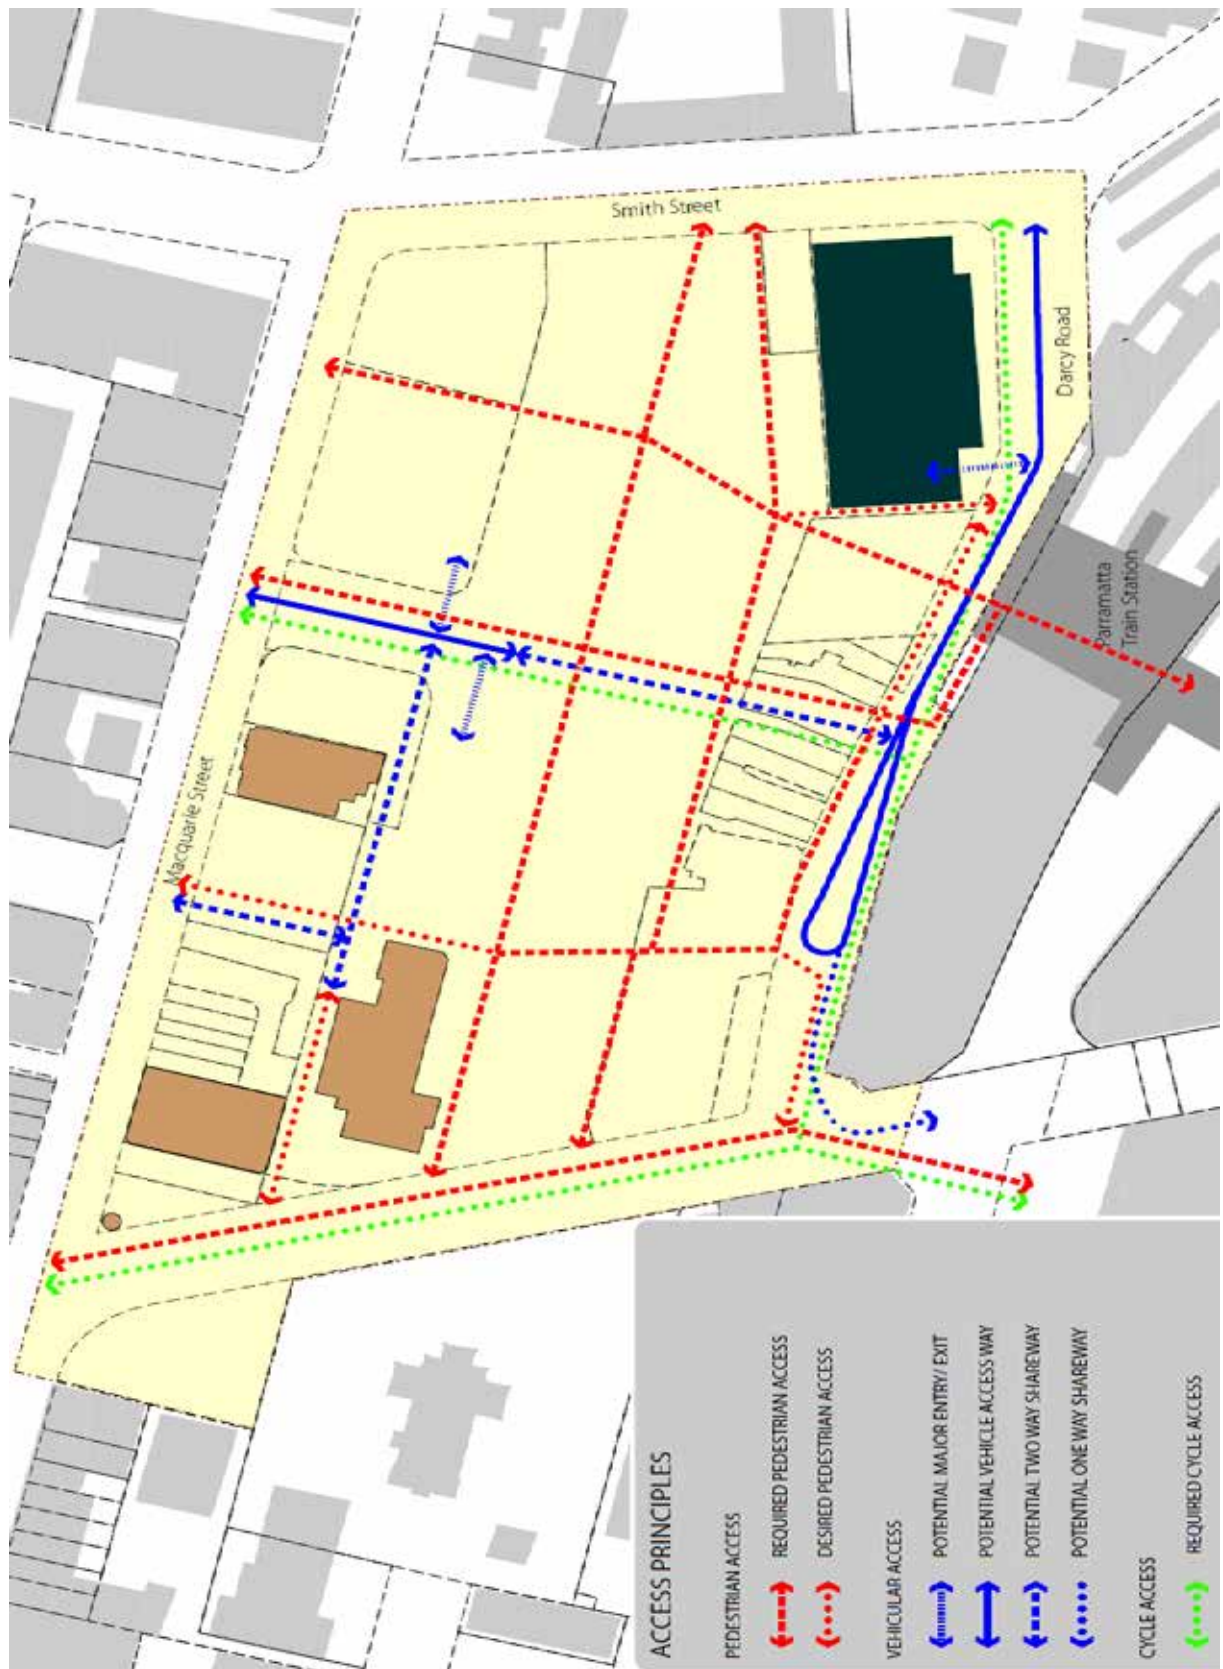 Smith Street
Macquarie Street
Darcy Road
Parramatta
Train Station
ACCESS PRINCIPLES
PEDESTRIAN ACCESS
REQUIRED PEDESTRIAN ACCESS
DESIRED PEDESTRIAN ACCESS
VEHICULAR ACCESS
POTENTIAL MAJOR ENTRY/ EXIT
POTENTIAL VEHICLE ACCESS WAY
POTENTIAL TWO WAY SHAREWAY
POTENTIAL ONE WAY SHAREWAY
CYCLE ACCESS
REQUIRED CYCLE ACCESS